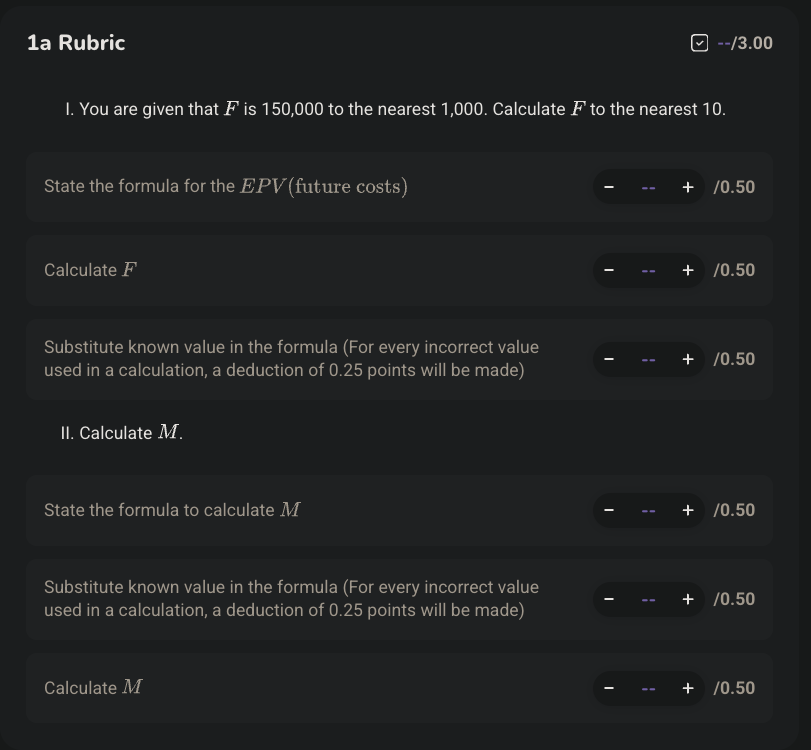 1a Rubric
--/3.00
I. You are given that F is 150,000 to the nearest 1,000. Calculate F to the nearest 10.
State the formula for the EPV(future costs)
− -- + /0.50
Calculate F
− -- + /0.50
Substitute known value in the formula (For every incorrect value
used in a calculation, a deduction of 0.25 points will be made)
− -- + /0.50
II. Calculate M.
State the formula to calculate M
− -- + /0.50
Substitute known value in the formula (For every incorrect value
used in a calculation, a deduction of 0.25 points will be made)
− -- + /0.50
Calculate M
− -- + /0.50